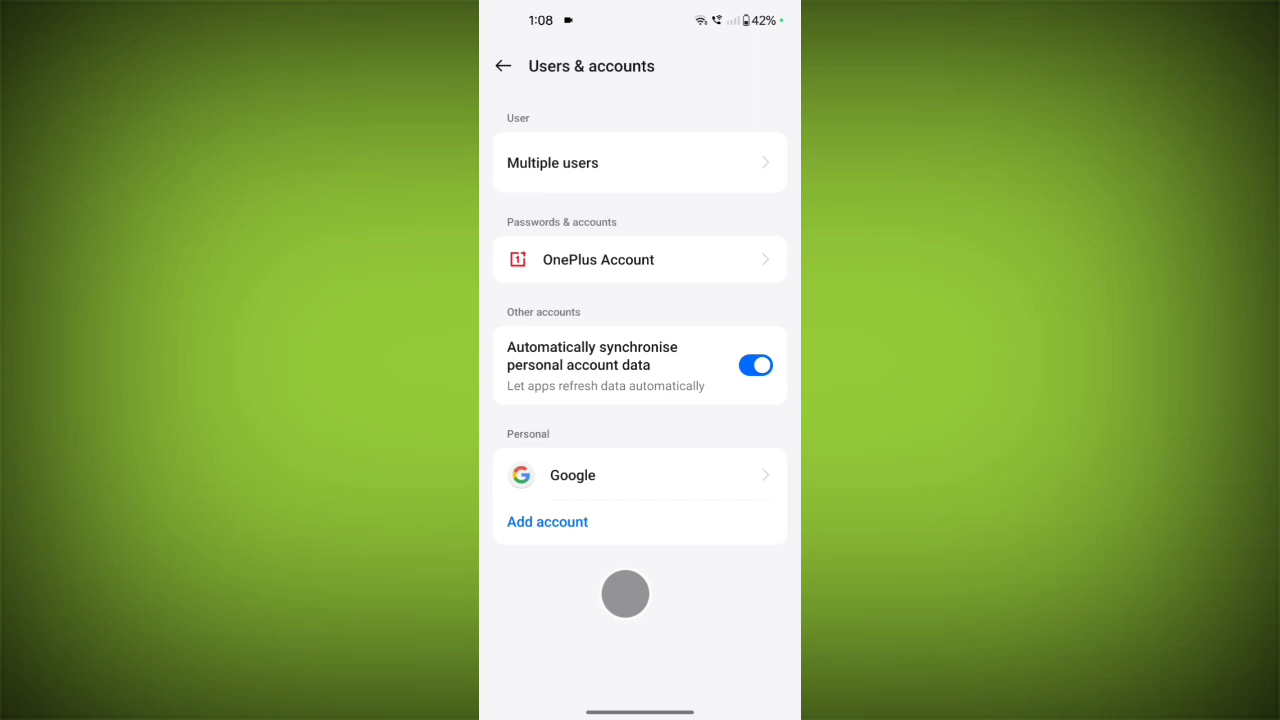 1:08 42%
Users & accounts
User
Multiple users
Passwords & accounts
OnePlus Account
Other accounts
Automatically synchronise
personal account data
Let apps refresh data automatically
Personal
Google
Add account